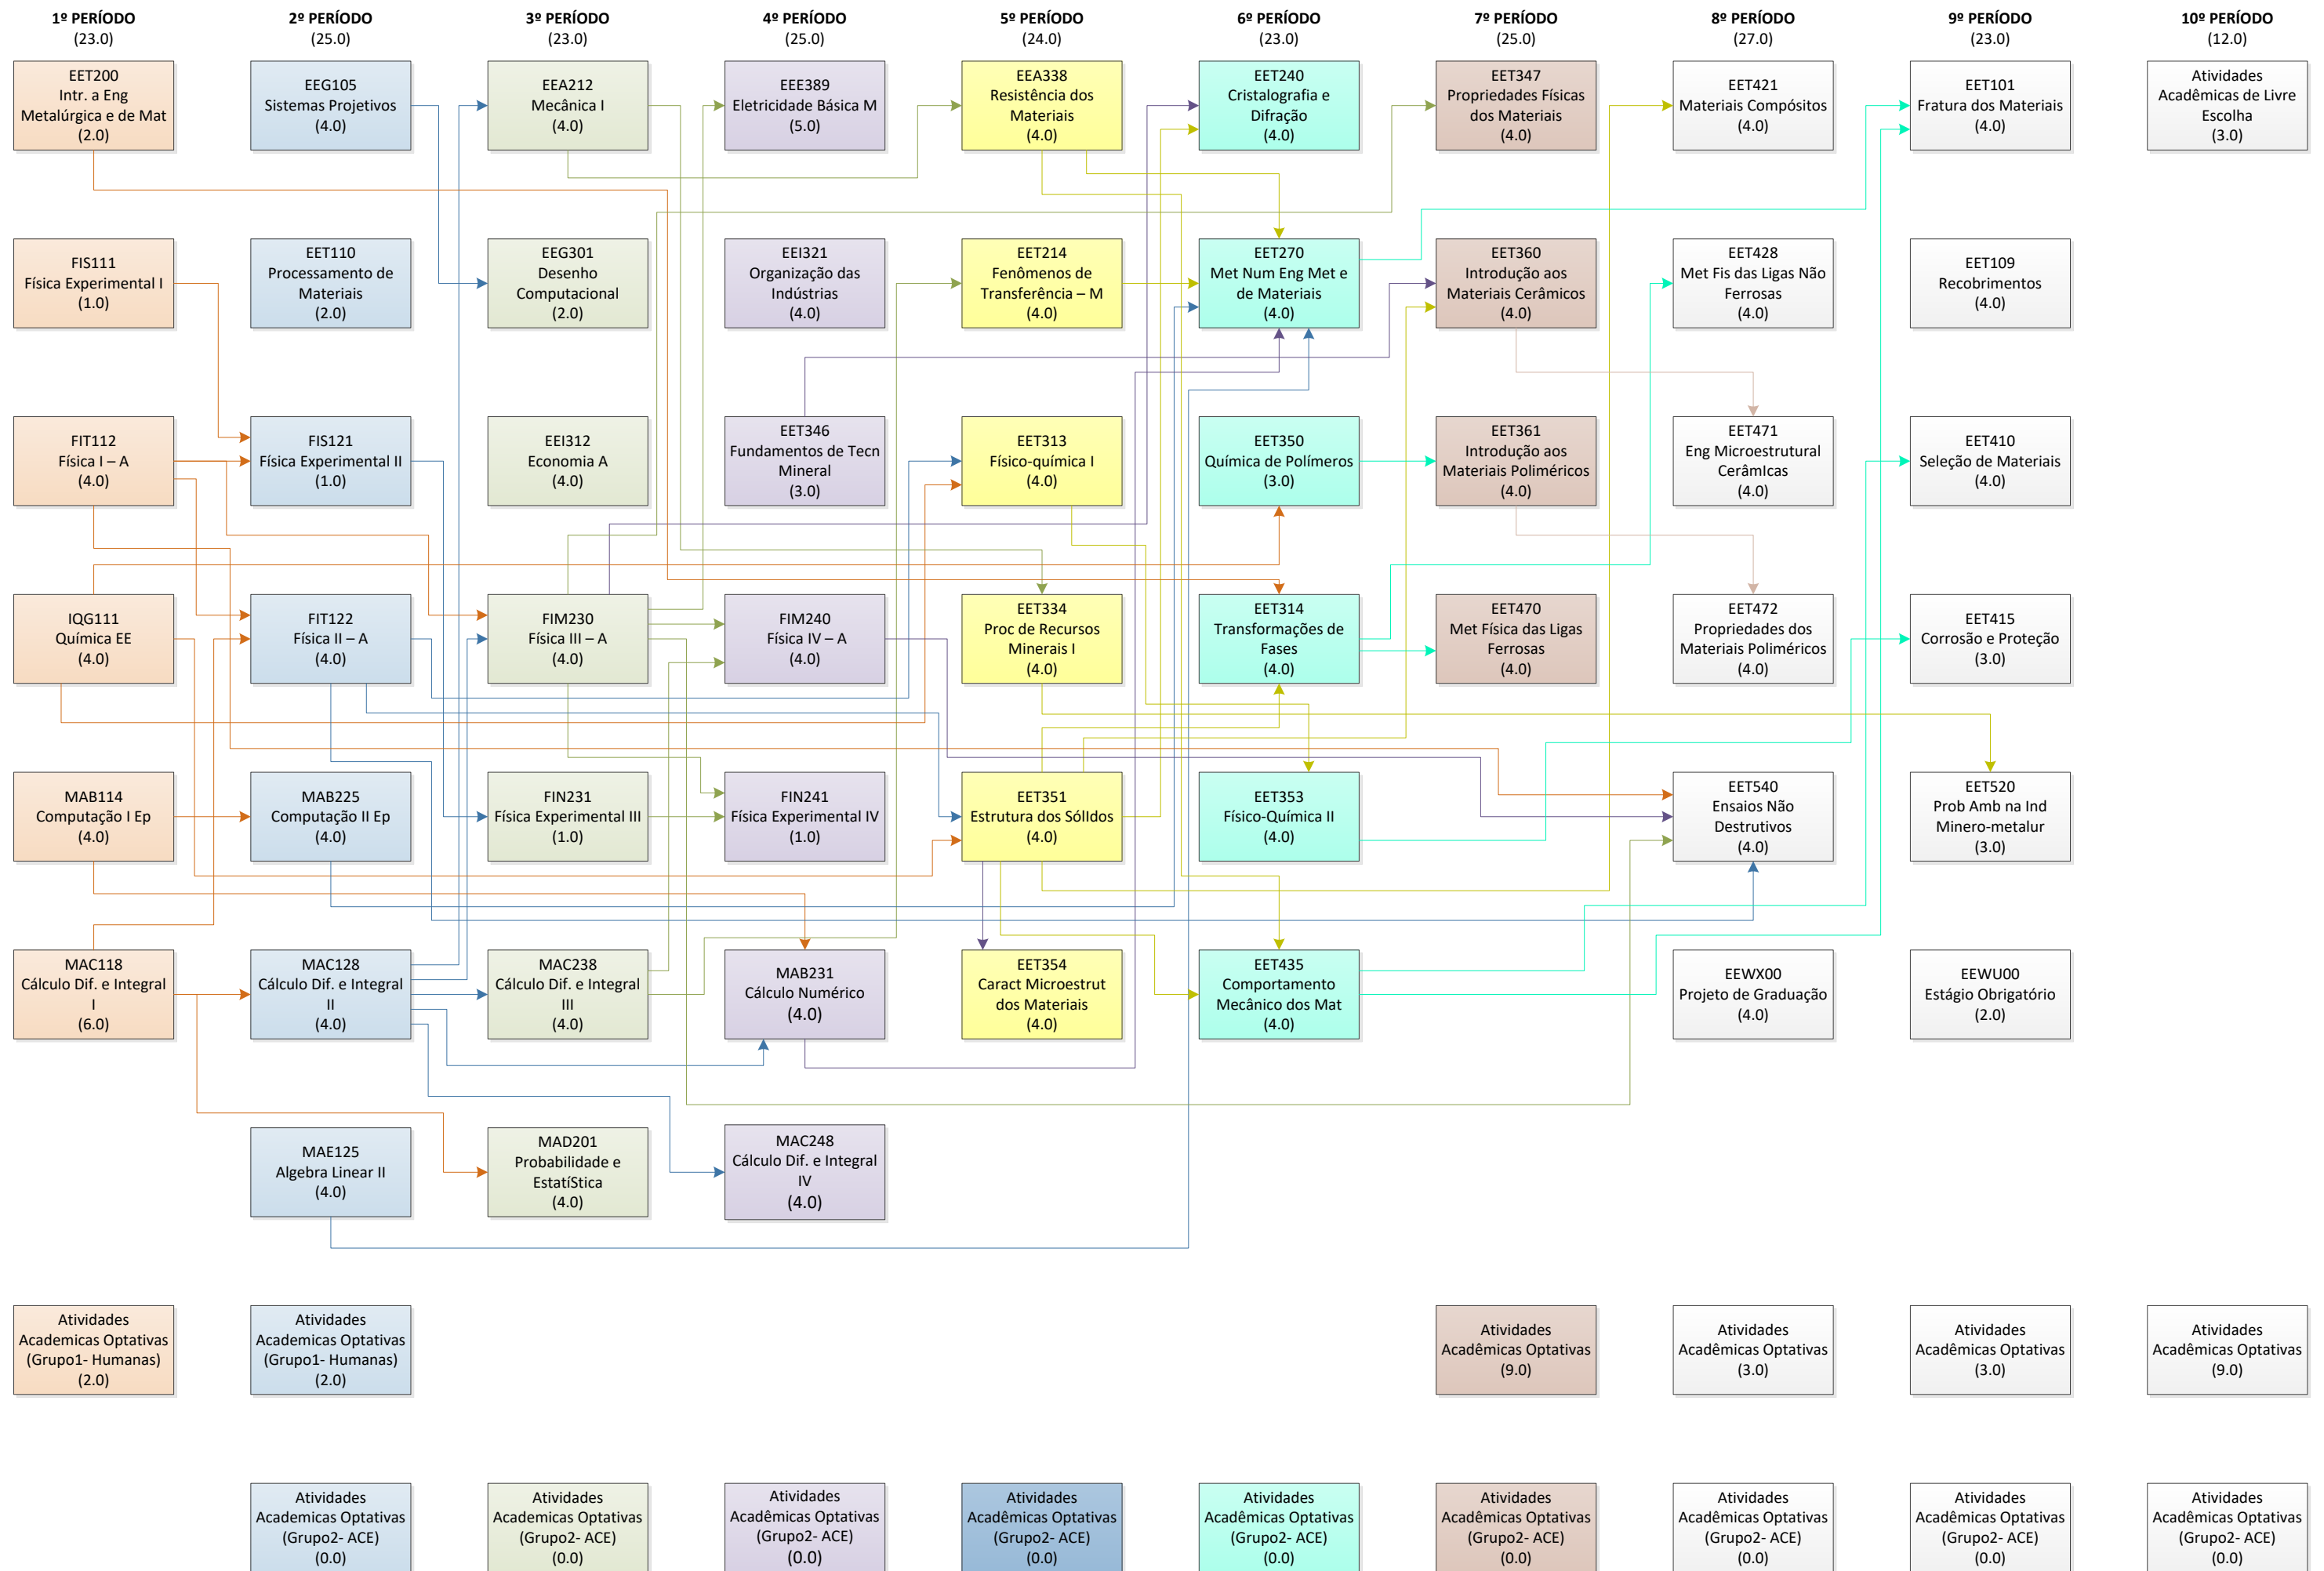 1º PERÍODO
(23.0)
2º PERÍODO
(25.0)
3º PERÍODO
(23.0)
4º PERÍODO
(25.0)
5º PERÍODO
(24.0)
6º PERÍODO
(23.0)
7º PERÍODO
(25.0)
8º PERÍODO
(27.0)
9º PERÍODO
(23.0)
10º PERÍODO
(12.0)
EET200
Intr. a Eng
Metalúrgica e de Mat
(2.0)
EEG105
Sistemas Projetivos
(4.0)
EEA212
Mecânica I
(4.0)
EEE389
Eletricidade Básica M
(5.0)
EEA338
Resistência dos
Materiais
(4.0)
EET240
Cristalografia e
Difração
(4.0)
EET347
Propriedades Físicas
dos Materiais
(4.0)
EET421
Materiais Compósitos
(4.0)
EET101
Fratura dos Materiais
(4.0)
Atividades
Acadêmicas de Livre
Escolha
(3.0)
FIS111
Física Experimental I
(1.0)
EET110
Processamento de
Materiais
(2.0)
EEG301
Desenho
Computacional
(2.0)
EEI321
Organização das
Indústrias
(4.0)
EET214
Fenômenos de
Transferência – M
(4.0)
EET270
Met Num Eng Met e
de Materiais
(4.0)
EET360
Introdução aos
Materiais Cerâmicos
(4.0)
EET428
Met Fis das Ligas Não
Ferrosas
(4.0)
EET109
Recobrimentos
(4.0)
FIT112
Física I – A
(4.0)
FIS121
Física Experimental II
(1.0)
EEI312
Economia A
(4.0)
EET346
Fundamentos de Tecn
Mineral
(3.0)
EET313
Físico-química I
(4.0)
EET350
Química de Polímeros
(3.0)
EET361
Introdução aos
Materiais Poliméricos
(4.0)
EET471
Eng Microestrutural
CerâmIcas
(4.0)
EET410
Seleção de Materiais
(4.0)
IQG111
Química EE
(4.0)
FIT122
Física II – A
(4.0)
FIM230
Física III – A
(4.0)
FIM240
Física IV – A
(4.0)
EET334
Proc de Recursos
Minerais I
(4.0)
EET314
Transformações de
Fases
(4.0)
EET470
Met Física das Ligas
Ferrosas
(4.0)
EET472
Propriedades dos
Materiais Poliméricos
(4.0)
EET415
Corrosão e Proteção
(3.0)
MAB114
Computação I Ep
(4.0)
MAB225
Computação II Ep
(4.0)
FIN231
Física Experimental III
(1.0)
FIN241
Física Experimental IV
(1.0)
EET351
Estrutura dos SólIdos
(4.0)
EET353
Físico-Química II
(4.0)
EET540
Ensaios Não
Destrutivos
(4.0)
EET520
Prob Amb na Ind
Minero-metalur
(3.0)
MAC118
Cálculo Dif. e Integral
I
(6.0)
MAC128
Cálculo Dif. e Integral
II
(4.0)
MAC238
Cálculo Dif. e Integral
III
(4.0)
MAB231
Cálculo Numérico
(4.0)
EET354
Caract Microestrut
dos Materiais
(4.0)
EET435
Comportamento
Mecânico dos Mat
(4.0)
EEWX00
Projeto de Graduação
(4.0)
EEWU00
Estágio Obrigatório
(2.0)
MAE125
Algebra Linear II
(4.0)
MAD201
Probabilidade e
EstatíStica
(4.0)
MAC248
Cálculo Dif. e Integral
IV
(4.0)
Atividades
Academicas Optativas
(Grupo1- Humanas)
(2.0)
Atividades
Academicas Optativas
(Grupo1- Humanas)
(2.0)
Atividades
Acadêmicas Optativas
(9.0)
Atividades
Acadêmicas Optativas
(3.0)
Atividades
Acadêmicas Optativas
(3.0)
Atividades
Acadêmicas Optativas
(9.0)
Atividades
Academicas Optativas
(Grupo2- ACE)
(0.0)
Atividades
Academicas Optativas
(Grupo2- ACE)
(0.0)
Atividades
Acadêmicas Optativas
(Grupo2- ACE)
(0.0)
Atividades
Acadêmicas Optativas
(Grupo2- ACE)
(0.0)
Atividades
Acadêmicas Optativas
(Grupo2- ACE)
(0.0)
Atividades
Acadêmicas Optativas
(Grupo2- ACE)
(0.0)
Atividades
Acadêmicas Optativas
(Grupo2- ACE)
(0.0)
Atividades
Acadêmicas Optativas
(Grupo2- ACE)
(0.0)
Atividades
Acadêmicas Optativas
(Grupo2- ACE)
(0.0)